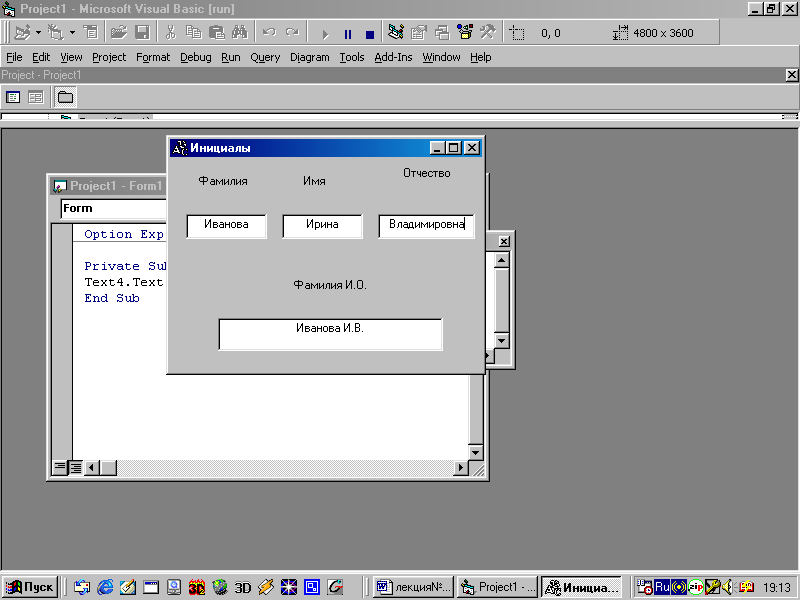 Project1 - Microsoft Visual Basic [run]
0, 0
4800 x 3600
File Edit View Project Format Debug Run Query Diagram Tools Add-Ins Window Help
Project - Project1
Инициалы
Фамилия Имя Отчество
Иванова Ирина Владимировна
Фамилия И.О.
Иванова И.В.
Project1 - Form1
Form
Option Exp
Private Sub
Text4.Text
End Sub
Пуск
3D
3D
лекция№...
Project1 - ...
Инициа...
Ru
zip
19:13